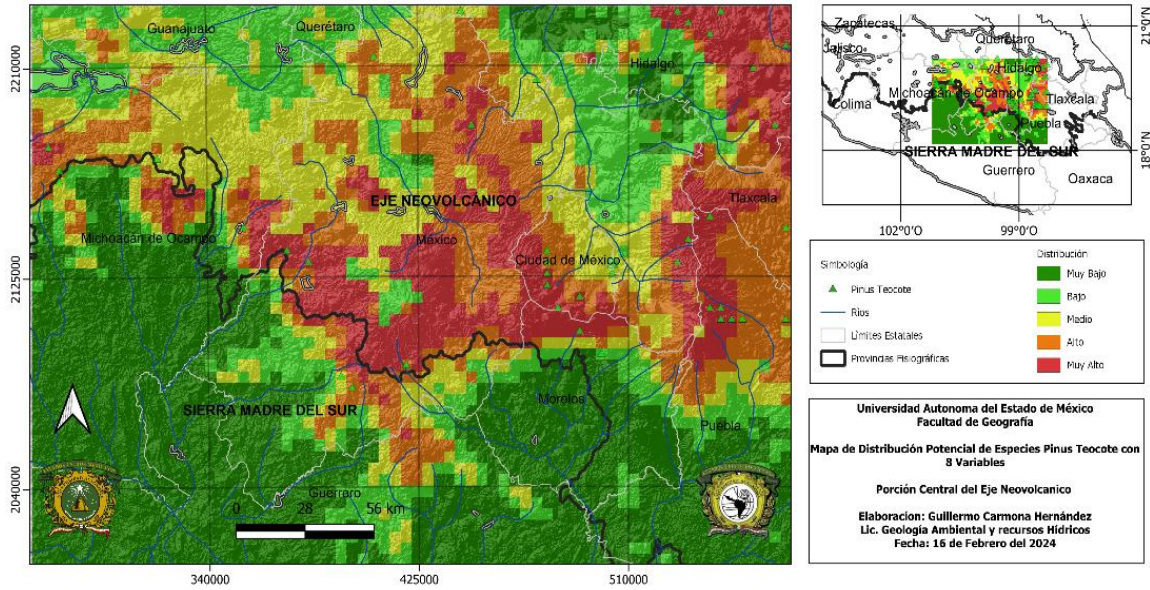 Guanajuato
Querétaro
Hidalgo
EJE NEOVOLCÁNICO
Tlaxcala
Michoacán de Ocampo
México
Ciudad de México
SIERRA MADRE DEL SUR
Morelos
Puebla
Guerrero
0 28 56 km
2210000
2125000
2040000
340000
425000
510000
Zapatecas
Querétaro
Jalisco
Hidalgo
Michoacán de Ocampo
Colima
Tlaxcala
Puebla
SIERRA MADRE DEL SUR
Guerrero
Oaxaca
21°0'N
18°0'N
102°0'O
99°0'O
Simbología
Pinus Teocote
Ríos
Límites Estatales
Provincias Fisiográficas
Distribución
Muy Bajo
Bajo
Medio
Alto
Muy Alto
Universidad Autonoma del Estado de México
Facultad de Geografía
Mapa de Distribución Potencial de Especies Pinus Teocote con
8 Variables
Porción Central del Eje Neovolcanico
Elaboracion: Guillermo Carmona Hernández
Lic. Geología Ambiental y recursos Hídricos
Fecha: 16 de Febrero del 2024